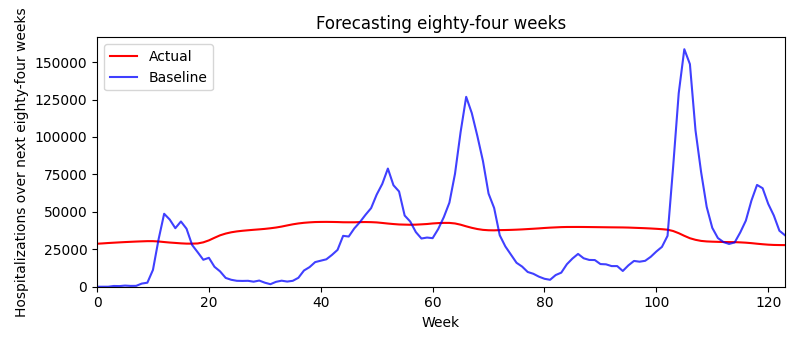 Forecasting eighty-four weeks
Hospitalizations over next eighty-four weeks
Actual
Baseline
150000
125000
100000
75000
50000
25000
0
0 20 40 60 80 100 120
Week